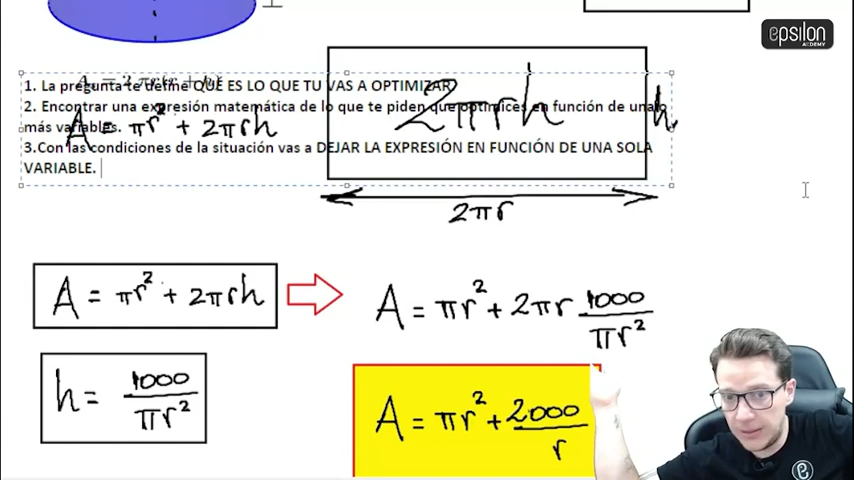 epsilon
ACADEMY
1. La pregunta te define QUÉ ES LO QUE TU VAS A OPTIMIZAR
2. Encontrar una expresión matemática de lo que te piden que optimices en función de una o
más variables.
3.Con las condiciones de la situación vas a DEJAR LA EXPRESIÓN EN FUNCIÓN DE UNA SOLA
VARIABLE.
A = πr² + 2πrh
2πrh
h
2πr
A = πr² + 2πrh
A = πr² + 2πr 1000/πr²
h = 1000/πr²
A = πr² + 2000/r